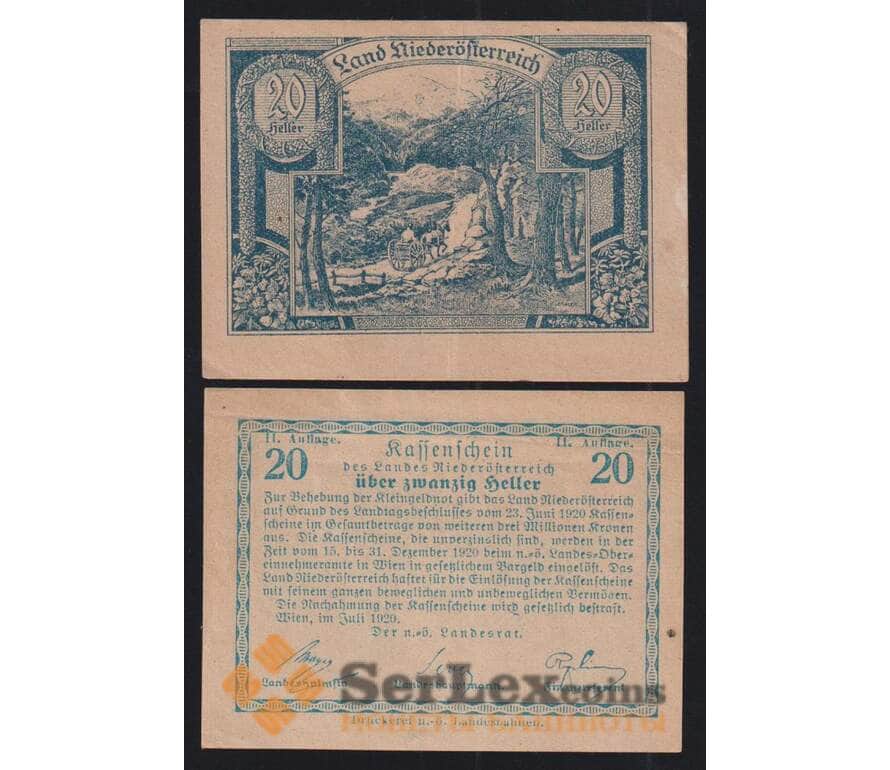 Land Niederösterreich
20 Heller
20 Heller
II. Auflage.
II. Auflage.
20
20
Kassenschein
des Landes Niederösterreich
über zwanzig Heller
Zur Behebung der Kleingeldnot gibt das Land Niederösterreich
auf Grund des Landtagsbeschlusses vom 23. Juni 1920 Kassen-
scheine im Gesamtbetrage von weiteren drei Millionen Kronen
aus. Die Kassenscheine, die unverzinslich sind, werden in der
Zeit vom 15. bis 31. Dezember 1920 beim n.-ö. Landes-Ober-
einnehmeramte in Wien in gesetzlichem Bargeld eingelöst. Das
Land Niederösterreich haftet für die Einlösung der Kassenscheine
mit seinem ganzen beweglichen und unbeweglichen Vermögen.
Die Nachahmung der Kassenscheine wird gesetzlich bestraft.
Wien, im Juli 1920.
Der n.-ö. Landesrat.
Landeshauptmann
Finanzreferent
Druckerei n.-ö. Landesbahnen.